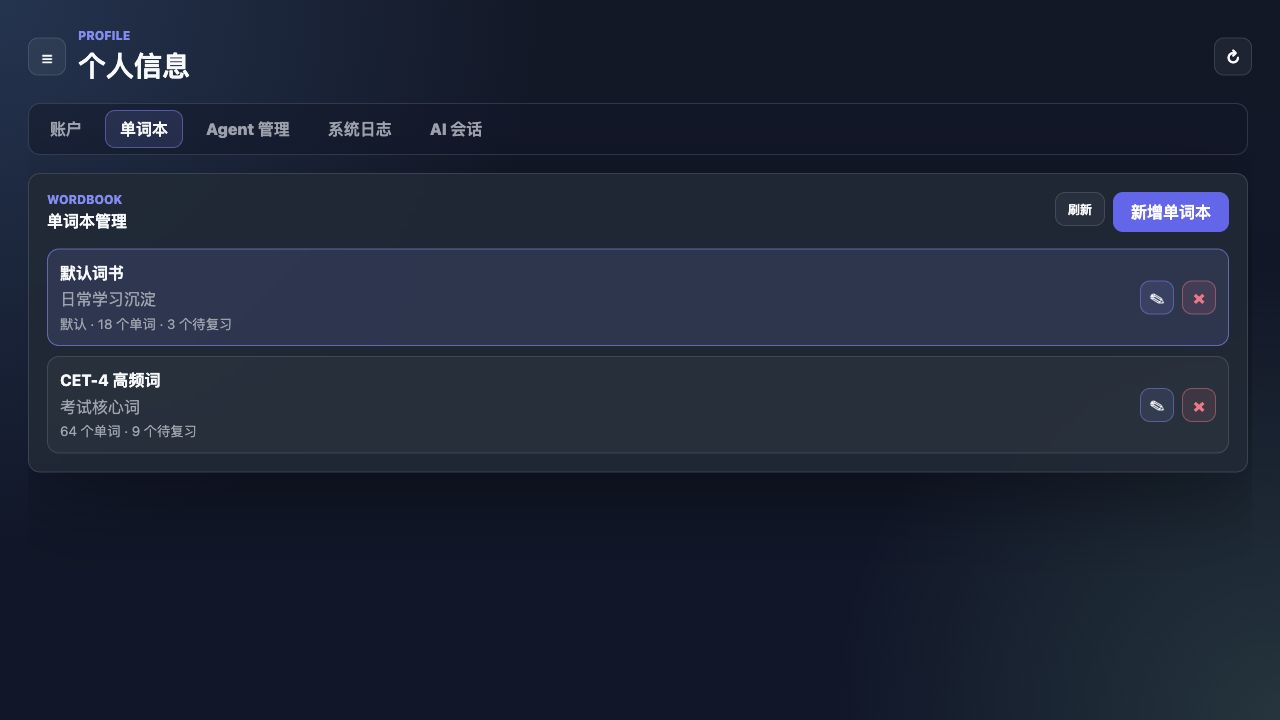 PROFILE
个人信息
账户 单词本 Agent 管理 系统日志 AI 会话
WORDBOOK
单词本管理
刷新 新增单词本
默认词书
日常学习沉淀
默认 · 18 个单词 · 3 个待复习
CET-4 高频词
考试核心词
64 个单词 · 9 个待复习